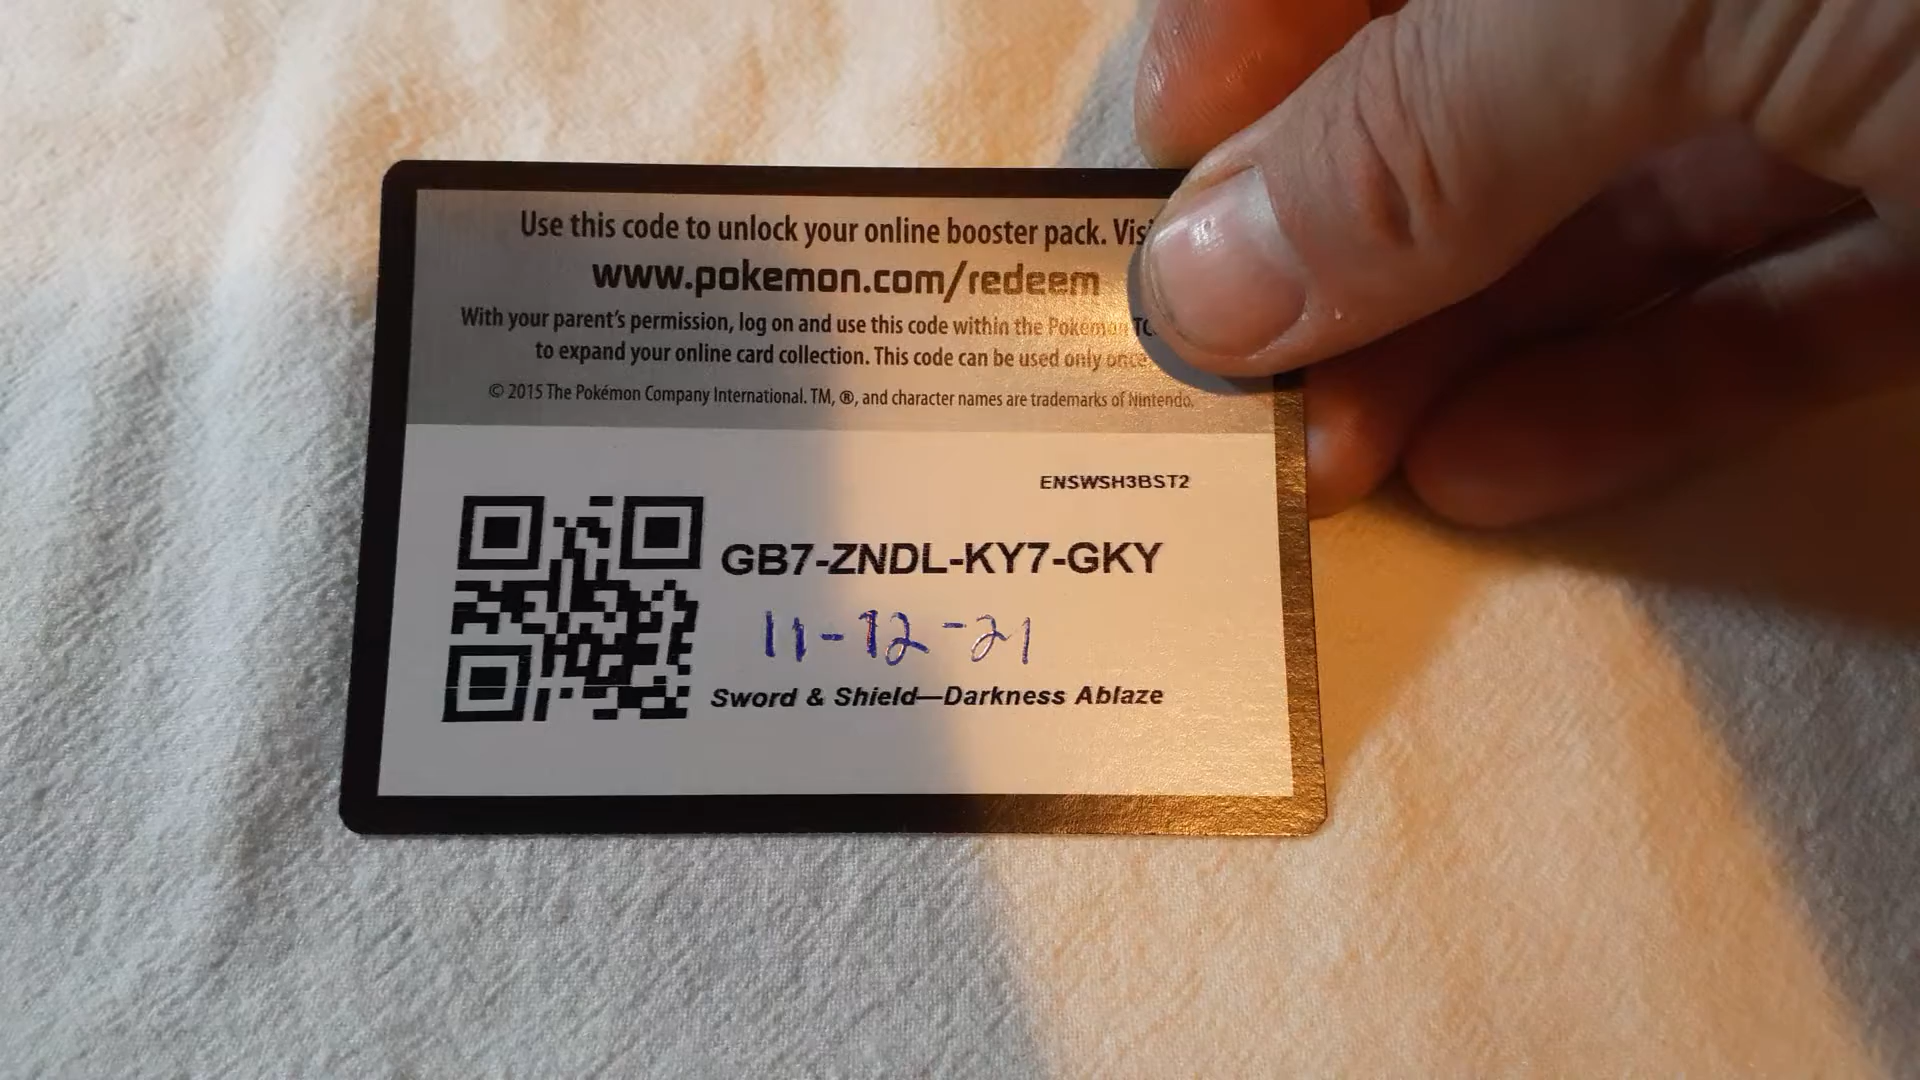 Use this code to unlock your online booster pack.
www.pokemon.com/redeem
With your parent's permission, log on and use this code within the Pokémon
to expand your online card collection. This code can be used only once
© 2015 The Pokémon Company International. TM, ®, and character names are trademarks of Nintendo.
ENSWSH3BST2
GB7-ZNDL-KY7-GKY
11-12-21
Sword & Shield—Darkness Ablaze